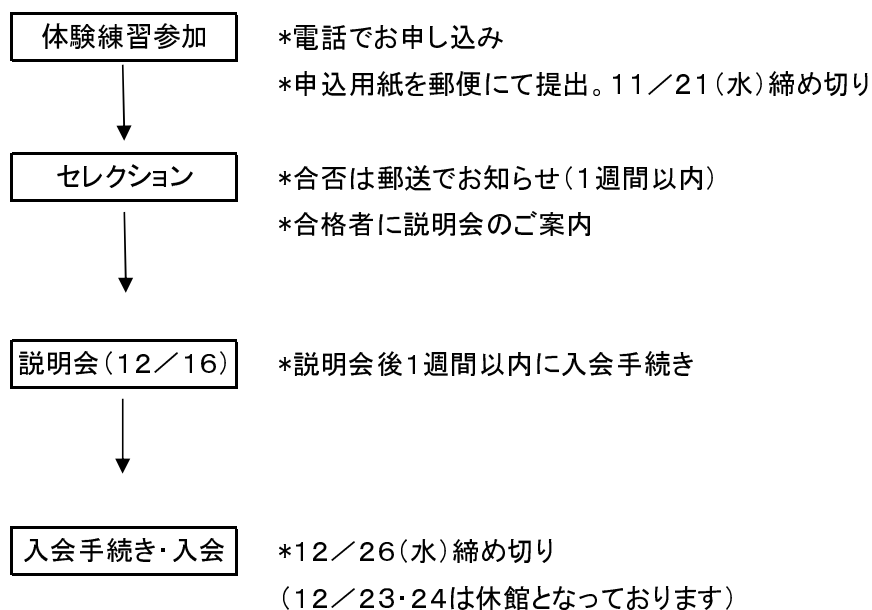 体験練習参加 *電話でお申し込み
*申込用紙を郵便にて提出。11/21(水)締め切り
セレクション *合否は郵送でお知らせ(1週間以内)
*合格者に説明会のご案内
説明会(12/16) *説明会後1週間以内に入会手続き
入会手続き・入会 *12/26(水)締め切り
(12/23・24は休館となっております)